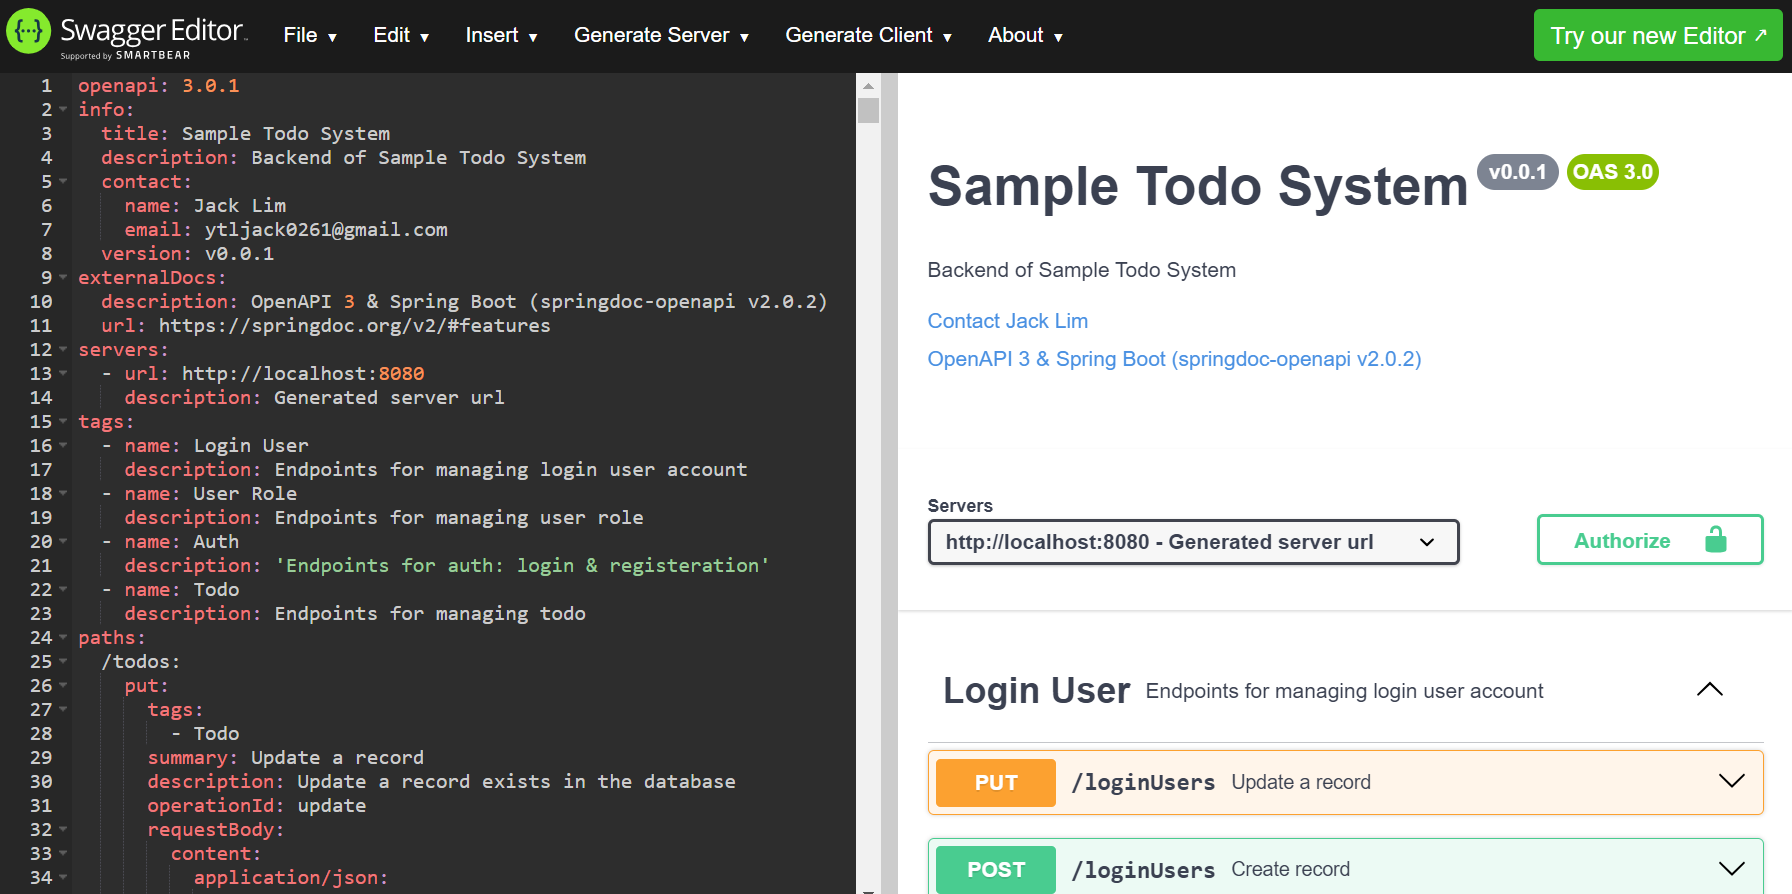 Swagger Editor
Supported by SMARTBEAR
File ▼ Edit ▼ Insert ▼ Generate Server ▼ Generate Client ▼ About ▼
Try our new Editor ↗
1 openapi: 3.0.1
2 info:
3 title: Sample Todo System
4 description: Backend of Sample Todo System
5 contact:
6 name: Jack Lim
7 email: ytljack0261@gmail.com
8 version: v0.0.1
9 externalDocs:
10 description: OpenAPI 3 & Spring Boot (springdoc-openapi v2.0.2)
11 url: https://springdoc.org/v2/#features
12 servers:
13 - url: http://localhost:8080
14 description: Generated server url
15 tags:
16 - name: Login User
17 description: Endpoints for managing login user account
18 - name: User Role
19 description: Endpoints for managing user role
20 - name: Auth
21 description: 'Endpoints for auth: login & registeration'
22 - name: Todo
23 description: Endpoints for managing todo
24 paths:
25 /todos:
26 put:
27 tags:
28 - Todo
29 summary: Update a record
30 description: Update a record exists in the database
31 operationId: update
32 requestBody:
33 content:
34 application/json:
Sample Todo System v0.0.1 OAS 3.0
Backend of Sample Todo System
Contact Jack Lim
OpenAPI 3 & Spring Boot (springdoc-openapi v2.0.2)
Servers
http://localhost:8080 - Generated server url
Authorize
Login User Endpoints for managing login user account
PUT /loginUsers Update a record
POST /loginUsers Create record